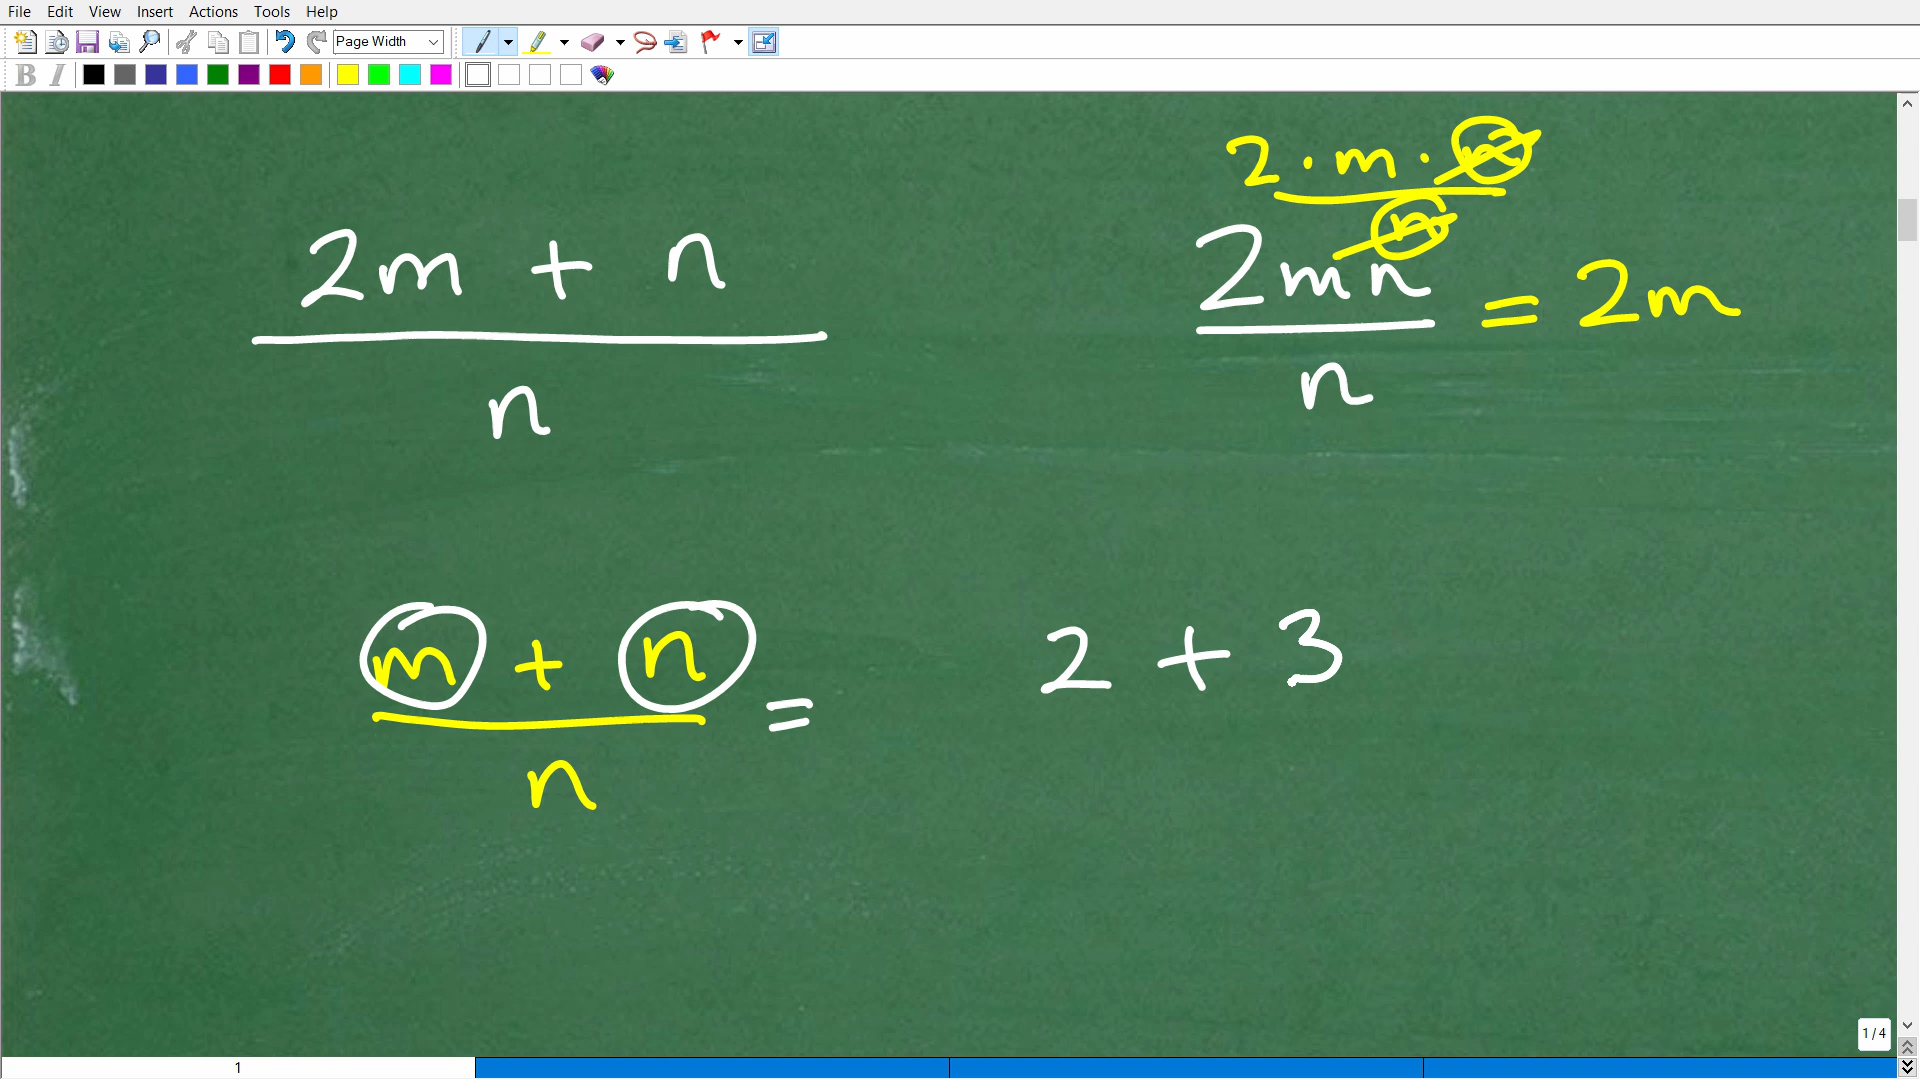 File Edit View Insert Actions Tools Help
Page Width
B I
2m + n
n
2 · m · n
n
2mn
n
= 2m
m + n
n
=
2 + 3
1 / 4
1